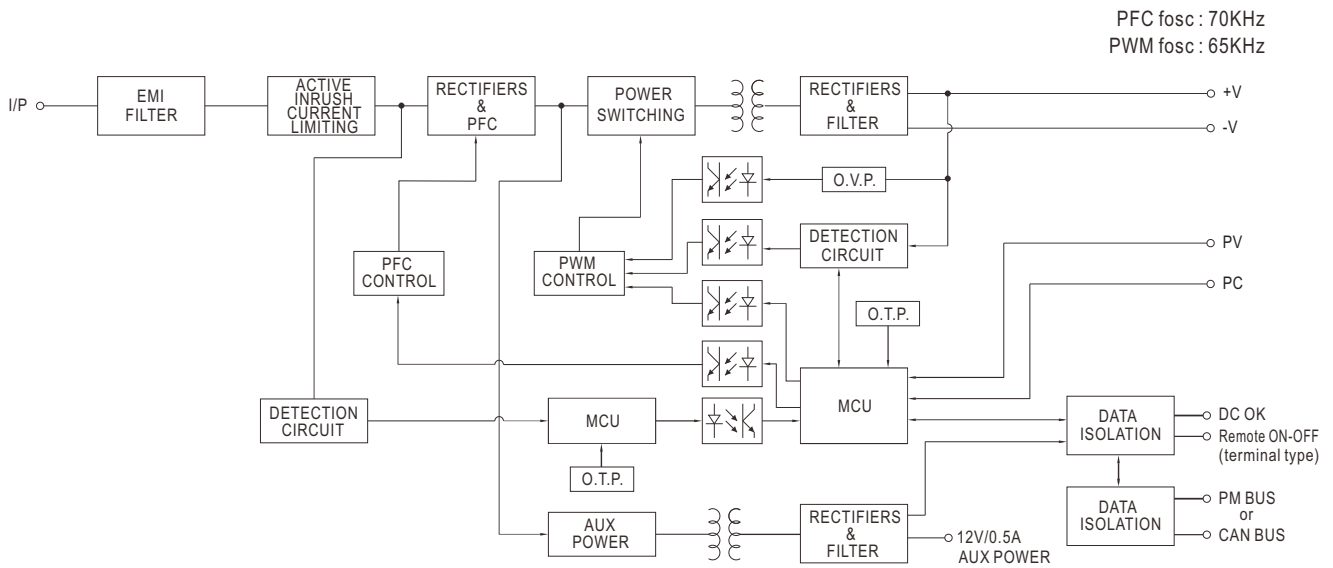 PFC fosc : 70KHz
PWM fosc : 65KHz
I/P
EMI
FILTER
ACTIVE
INRUSH
CURRENT
LIMITING
RECTIFIERS
&
PFC
POWER
SWITCHING
RECTIFIERS
&
FILTER
+V
-V
O.V.P.
DETECTION
CIRCUIT
PFC
CONTROL
PWM
CONTROL
PV
PC
O.T.P.
MCU
DETECTION
CIRCUIT
MCU
O.T.P.
DATA
ISOLATION
DC OK
Remote ON-OFF
(terminal type)
DATA
ISOLATION
PM BUS
or
CAN BUS
AUX
POWER
RECTIFIERS
&
FILTER
12V/0.5A
AUX POWER